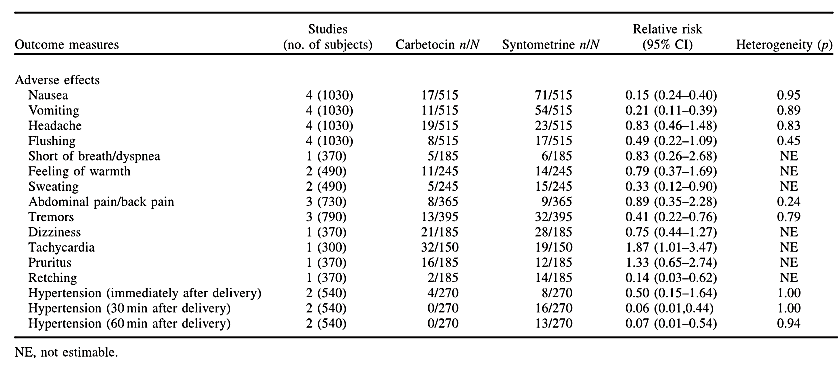 Studies Relative risk
Outcome measures (no. of subjects) Carbetocin n/N Syntometrine n/N (95% CI) Heterogeneity (p)
Adverse effects
Nausea 4 (1030) 17/515 71/515 0.15 (0.24–0.40) 0.95
Vomiting 4 (1030) 11/515 54/515 0.21 (0.11–0.39) 0.89
Headache 4 (1030) 19/515 23/515 0.83 (0.46–1.48) 0.83
Flushing 4 (1030) 8/515 17/515 0.49 (0.22–1.09) 0.45
Short of breath/dyspnea 1 (370) 5/185 6/185 0.83 (0.26–2.68) NE
Feeling of warmth 2 (490) 11/245 14/245 0.79 (0.37–1.69) NE
Sweating 2 (490) 5/245 15/245 0.33 (0.12–0.90) NE
Abdominal pain/back pain 3 (730) 8/365 9/365 0.89 (0.35–2.28) 0.24
Tremors 3 (790) 13/395 32/395 0.41 (0.22–0.76) 0.79
Dizziness 1 (370) 21/185 28/185 0.75 (0.44–1.27) NE
Tachycardia 1 (300) 32/150 19/150 1.87 (1.01–3.47) NE
Pruritus 1 (370) 16/185 12/185 1.33 (0.65–2.74) NE
Retching 1 (370) 2/185 14/185 0.14 (0.03–0.62) NE
Hypertension (immediately after delivery) 2 (540) 4/270 8/270 0.50 (0.15–1.64) 1.00
Hypertension (30 min after delivery) 2 (540) 0/270 16/270 0.06 (0.01,0.44) 1.00
Hypertension (60 min after delivery) 2 (540) 0/270 13/270 0.07 (0.01–0.54) 0.94
NE, not estimable.